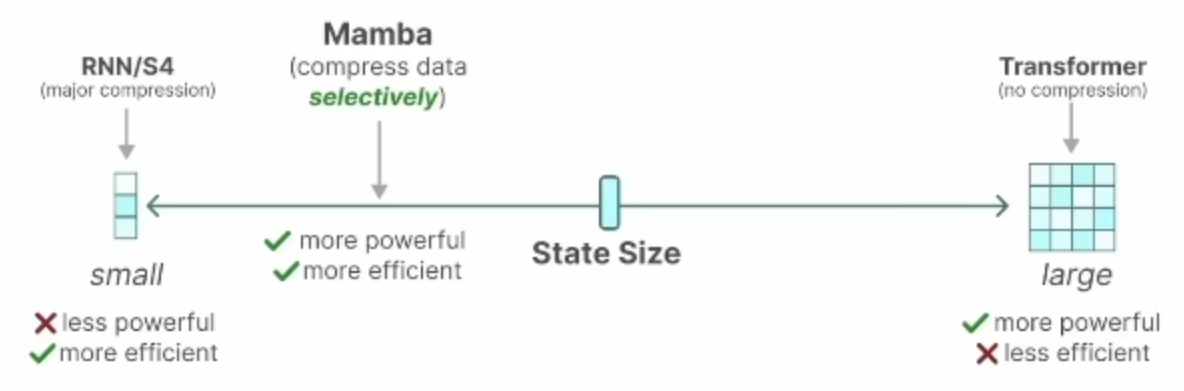 RNN/S4
(major compression)
Mamba
(compress data
selectively)
Transformer
(no compression)
small
less powerful
more efficient
more powerful
more efficient
State Size
large
more powerful
less efficient